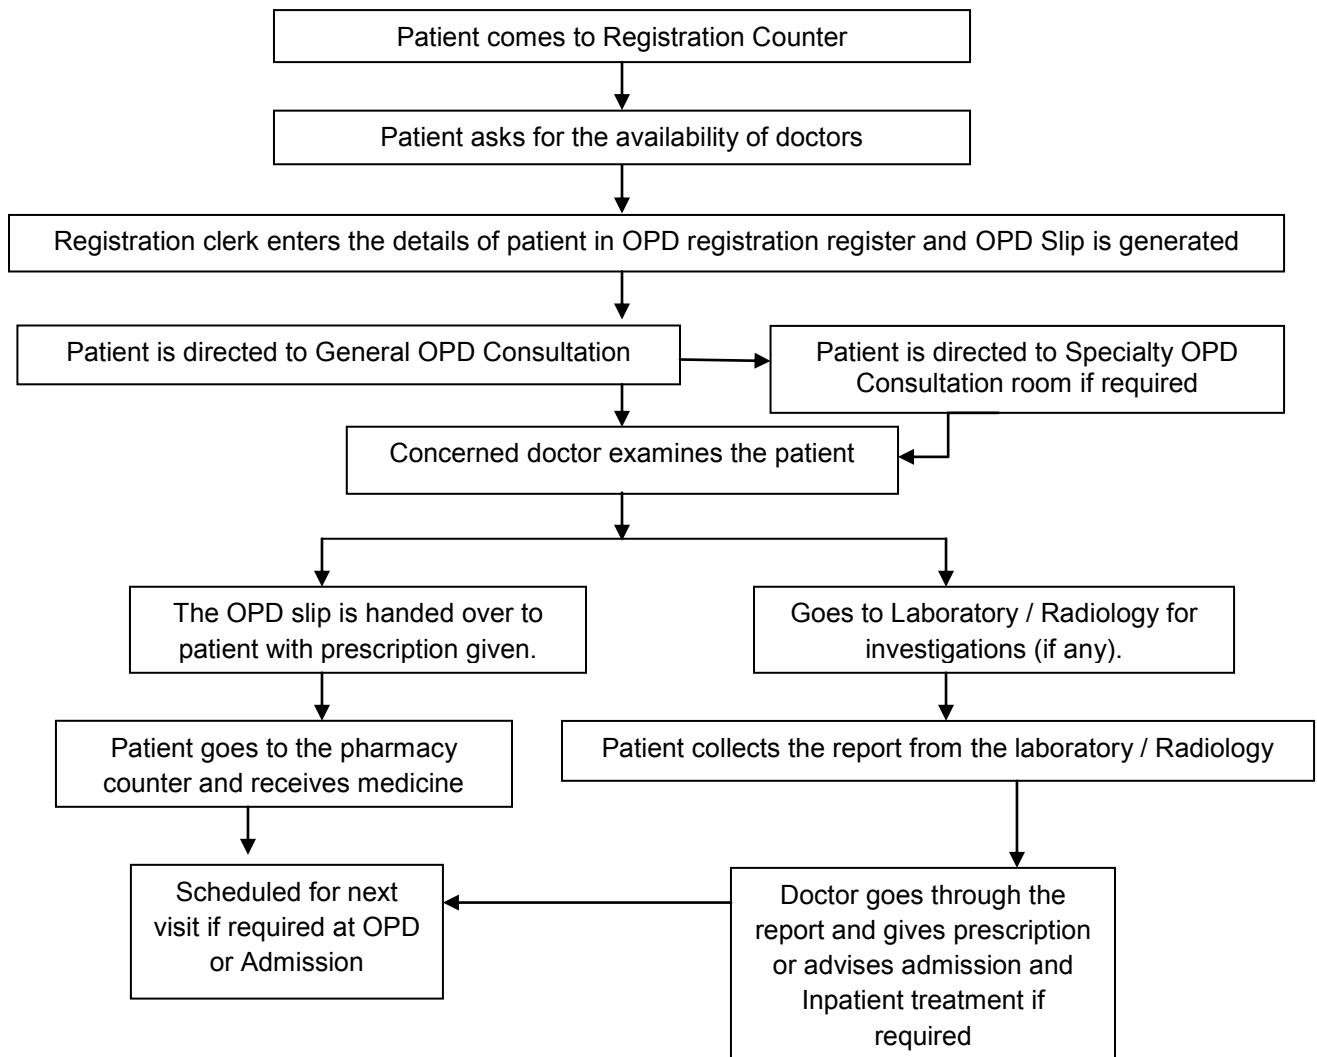 Patient comes to Registration Counter
Patient asks for the availability of doctors
Registration clerk enters the details of patient in OPD registration register and OPD Slip is generated
Patient is directed to General OPD Consultation
Patient is directed to Specialty OPD
Consultation room if required
Concerned doctor examines the patient
The OPD slip is handed over to
patient with prescription given.
Goes to Laboratory / Radiology for
investigations (if any).
Patient goes to the pharmacy
counter and receives medicine
Patient collects the report from the laboratory / Radiology
Scheduled for next
visit if required at OPD
or Admission
Doctor goes through the
report and gives prescription
or advises admission and
Inpatient treatment if
required